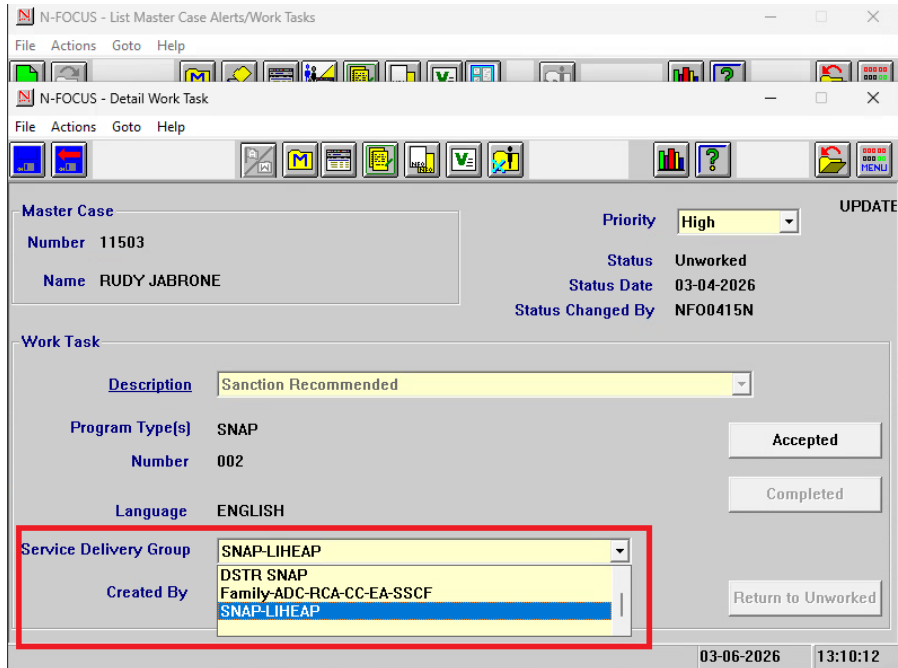 N-FOCUS - List Master Case Alerts/Work Tasks
File Actions Goto Help
N-FOCUS - Detail Work Task
File Actions Goto Help
MENU
Master Case
UPDATE
Number 11503
Priority High
Name RUDY JABRONE
Status Unworked
Status Date 03-04-2026
Status Changed By NFO0415N
Work Task
Description Sanction Recommended
Program Type(s) SNAP
Accepted
Number 002
Completed
Language ENGLISH
Service Delivery Group SNAP-LIHEAP
DSTR SNAP
Created By Family-ADC-RCA-CC-EA-SSCF
SNAP-LIHEAP
Return to Unworked
03-06-2026 13:10:12